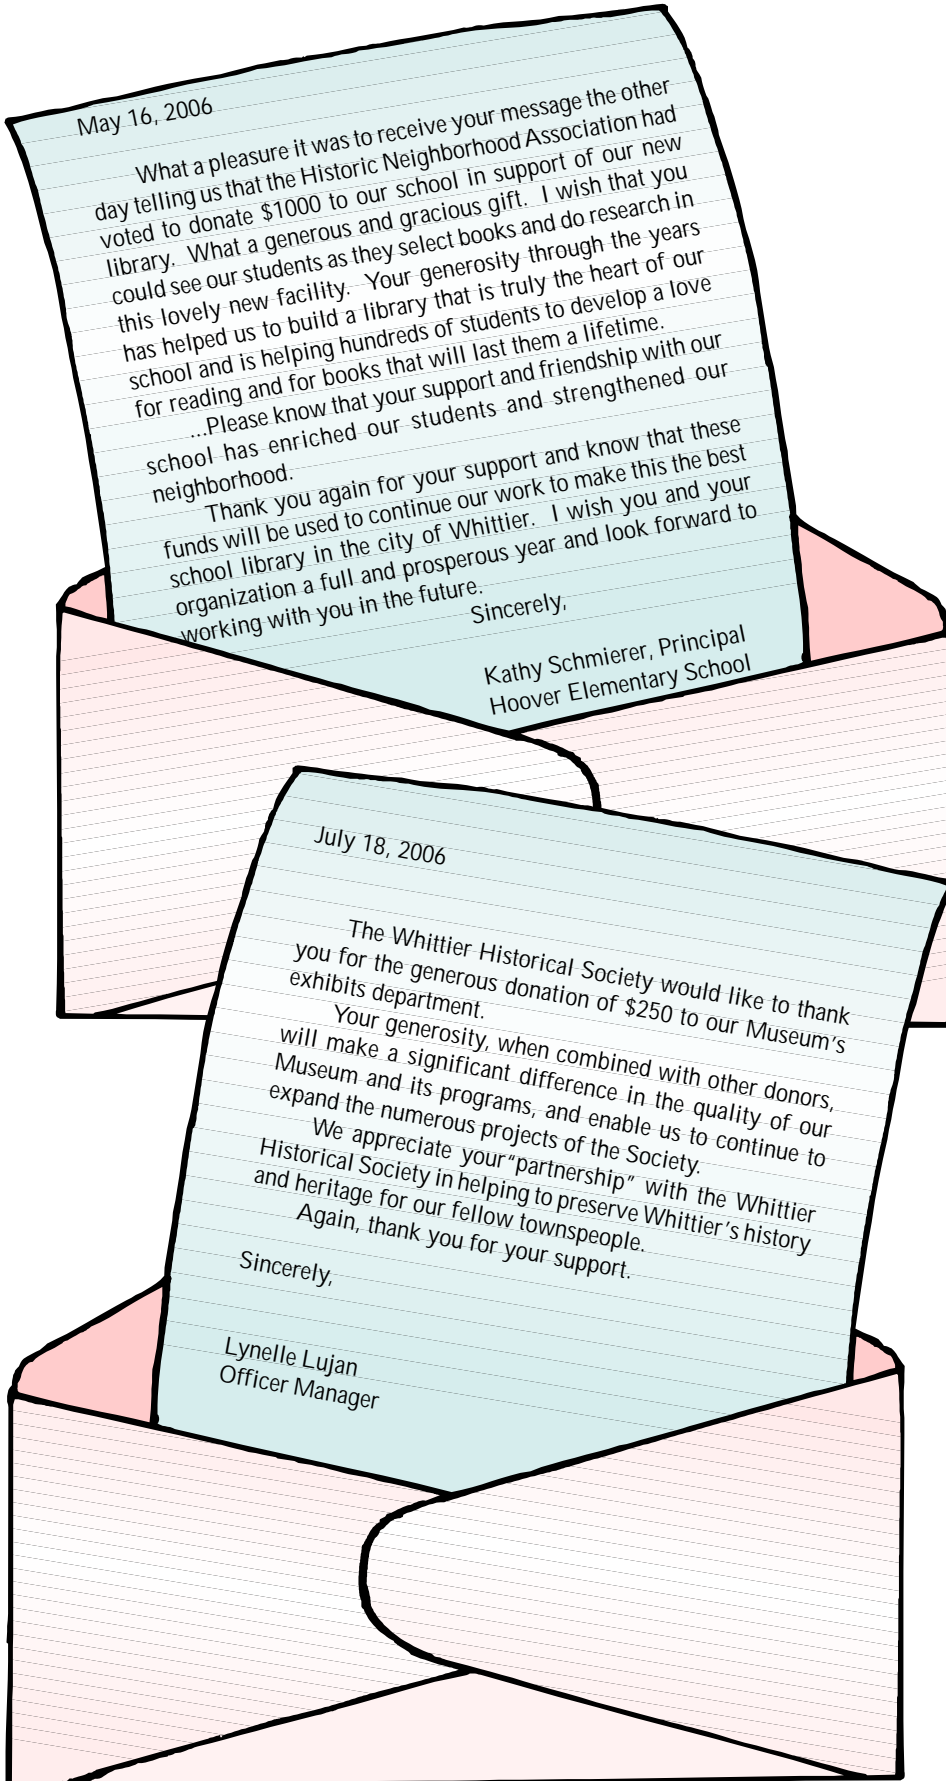 May 16, 2006
What a pleasure it was to receive your message the other
day telling us that the Historic Neighborhood Association had
voted to donate $1000 to our school in support of our new
library. What a generous and gracious gift. I wish that you
could see our students as they select books and do research in
this lovely new facility. Your generosity through the years
has helped us to build a library that is truly the heart of our
school and is helping hundreds of students to develop a love
for reading and for books that will last them a lifetime.
...Please know that your support and friendship with our
school has enriched our students and strengthened our
neighborhood.
Thank you again for your support and know that these
funds will be used to continue our work to make this the best
school library in the city of Whittier. I wish you and your
organization a full and prosperous year and look forward to
working with you in the future.
Sincerely,
Kathy Schmierer, Principal
Hoover Elementary School
July 18, 2006
The Whittier Historical Society would like to thank
you for the generous donation of $250 to our Museum's
exhibits department.
Your generosity, when combined with other donors,
will make a significant difference in the quality of our
Museum and its programs, and enable us to continue to
expand the numerous projects of the Society.
We appreciate your "partnership" with the Whittier
Historical Society in helping to preserve Whittier's history
and heritage for our fellow townspeople.
Again, thank you for your support.
Sincerely,
Lynelle Lujan
Officer Manager